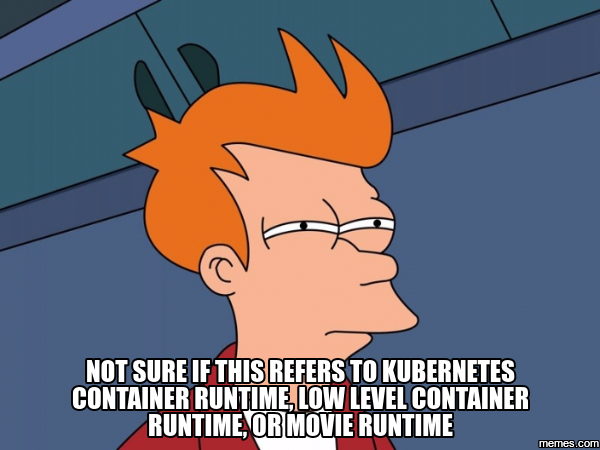 NOT SURE IF THIS REFERS TO KUBERNETES
CONTAINER RUNTIME, LOW LEVEL CONTAINER
RUNTIME, OR MOVIE RUNTIME
memes.com